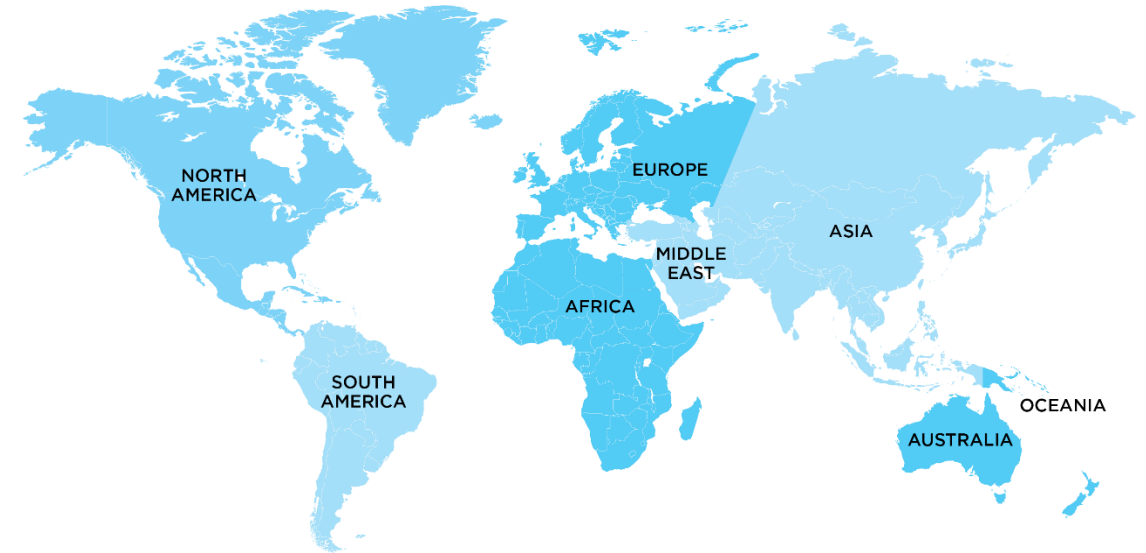 NORTH
AMERICA
EUROPE
ASIA
MIDDLE
EAST
AFRICA
SOUTH
AMERICA
OCEANIA
AUSTRALIA